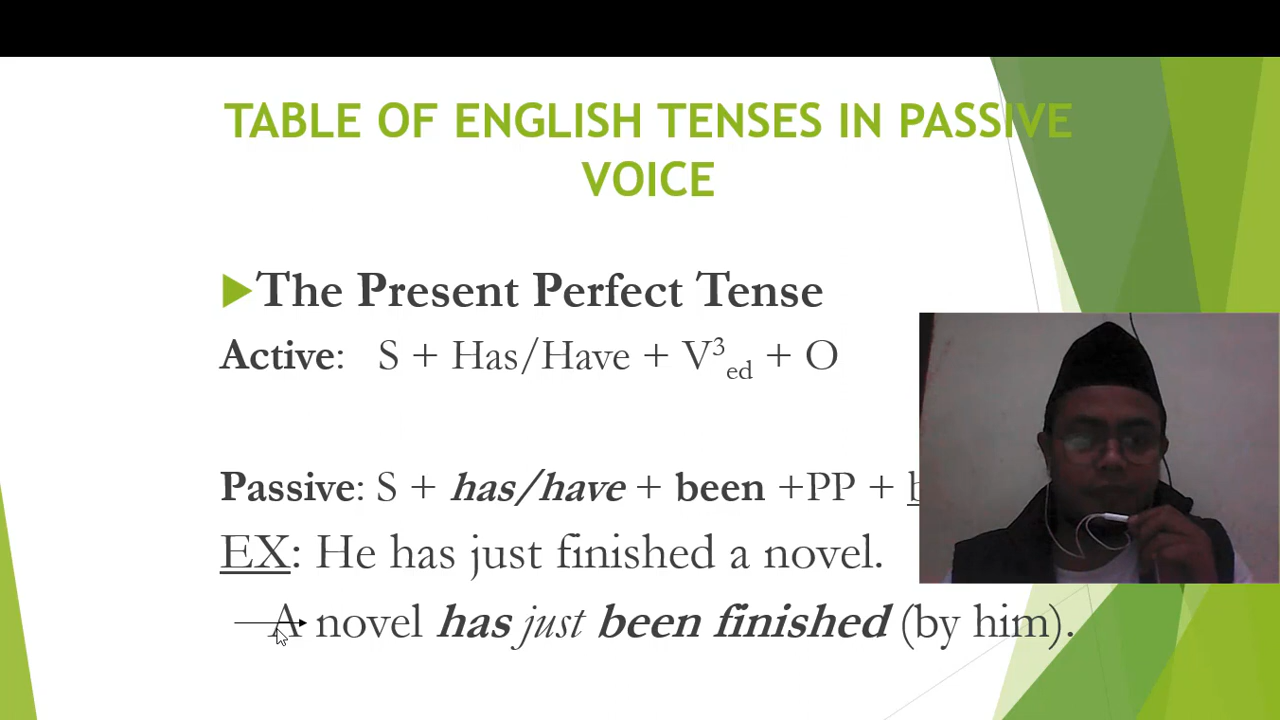 TABLE OF ENGLISH TENSES IN PASSIVE
VOICE
The Present Perfect Tense
Active: S + Has/Have + V³ed + O
Passive: S + has/have + been +PP +
EX: He has just finished a novel.
A novel has just been finished (by him).